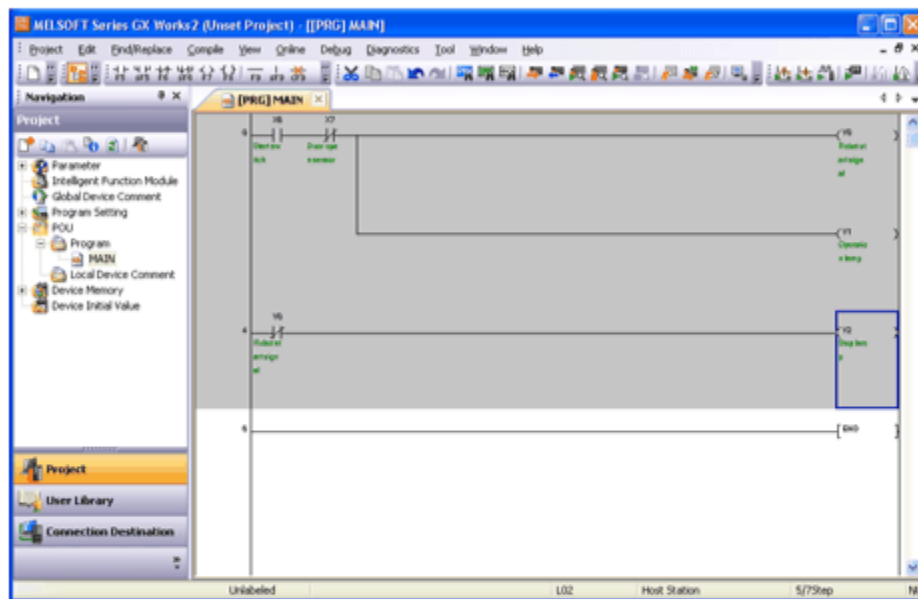 MELSOFT Series GX Works2 (Unset Project) - [[PRG] MAIN]
Project Edit Find/Replace Compile View Online Debug Diagnostics Tool Window Help
Navigation
[PRG] MAIN
Project
Parameter
Intelligent Function Module
Global Device Comment
Program Setting
POU
Program
MAIN
Local Device Comment
Device Memory
Device Initial Value
Project
User Library
Connection Destination
X6 X7
0
Y1
4
Y2
END
Unlabeled L02 Host Station 5/7Step